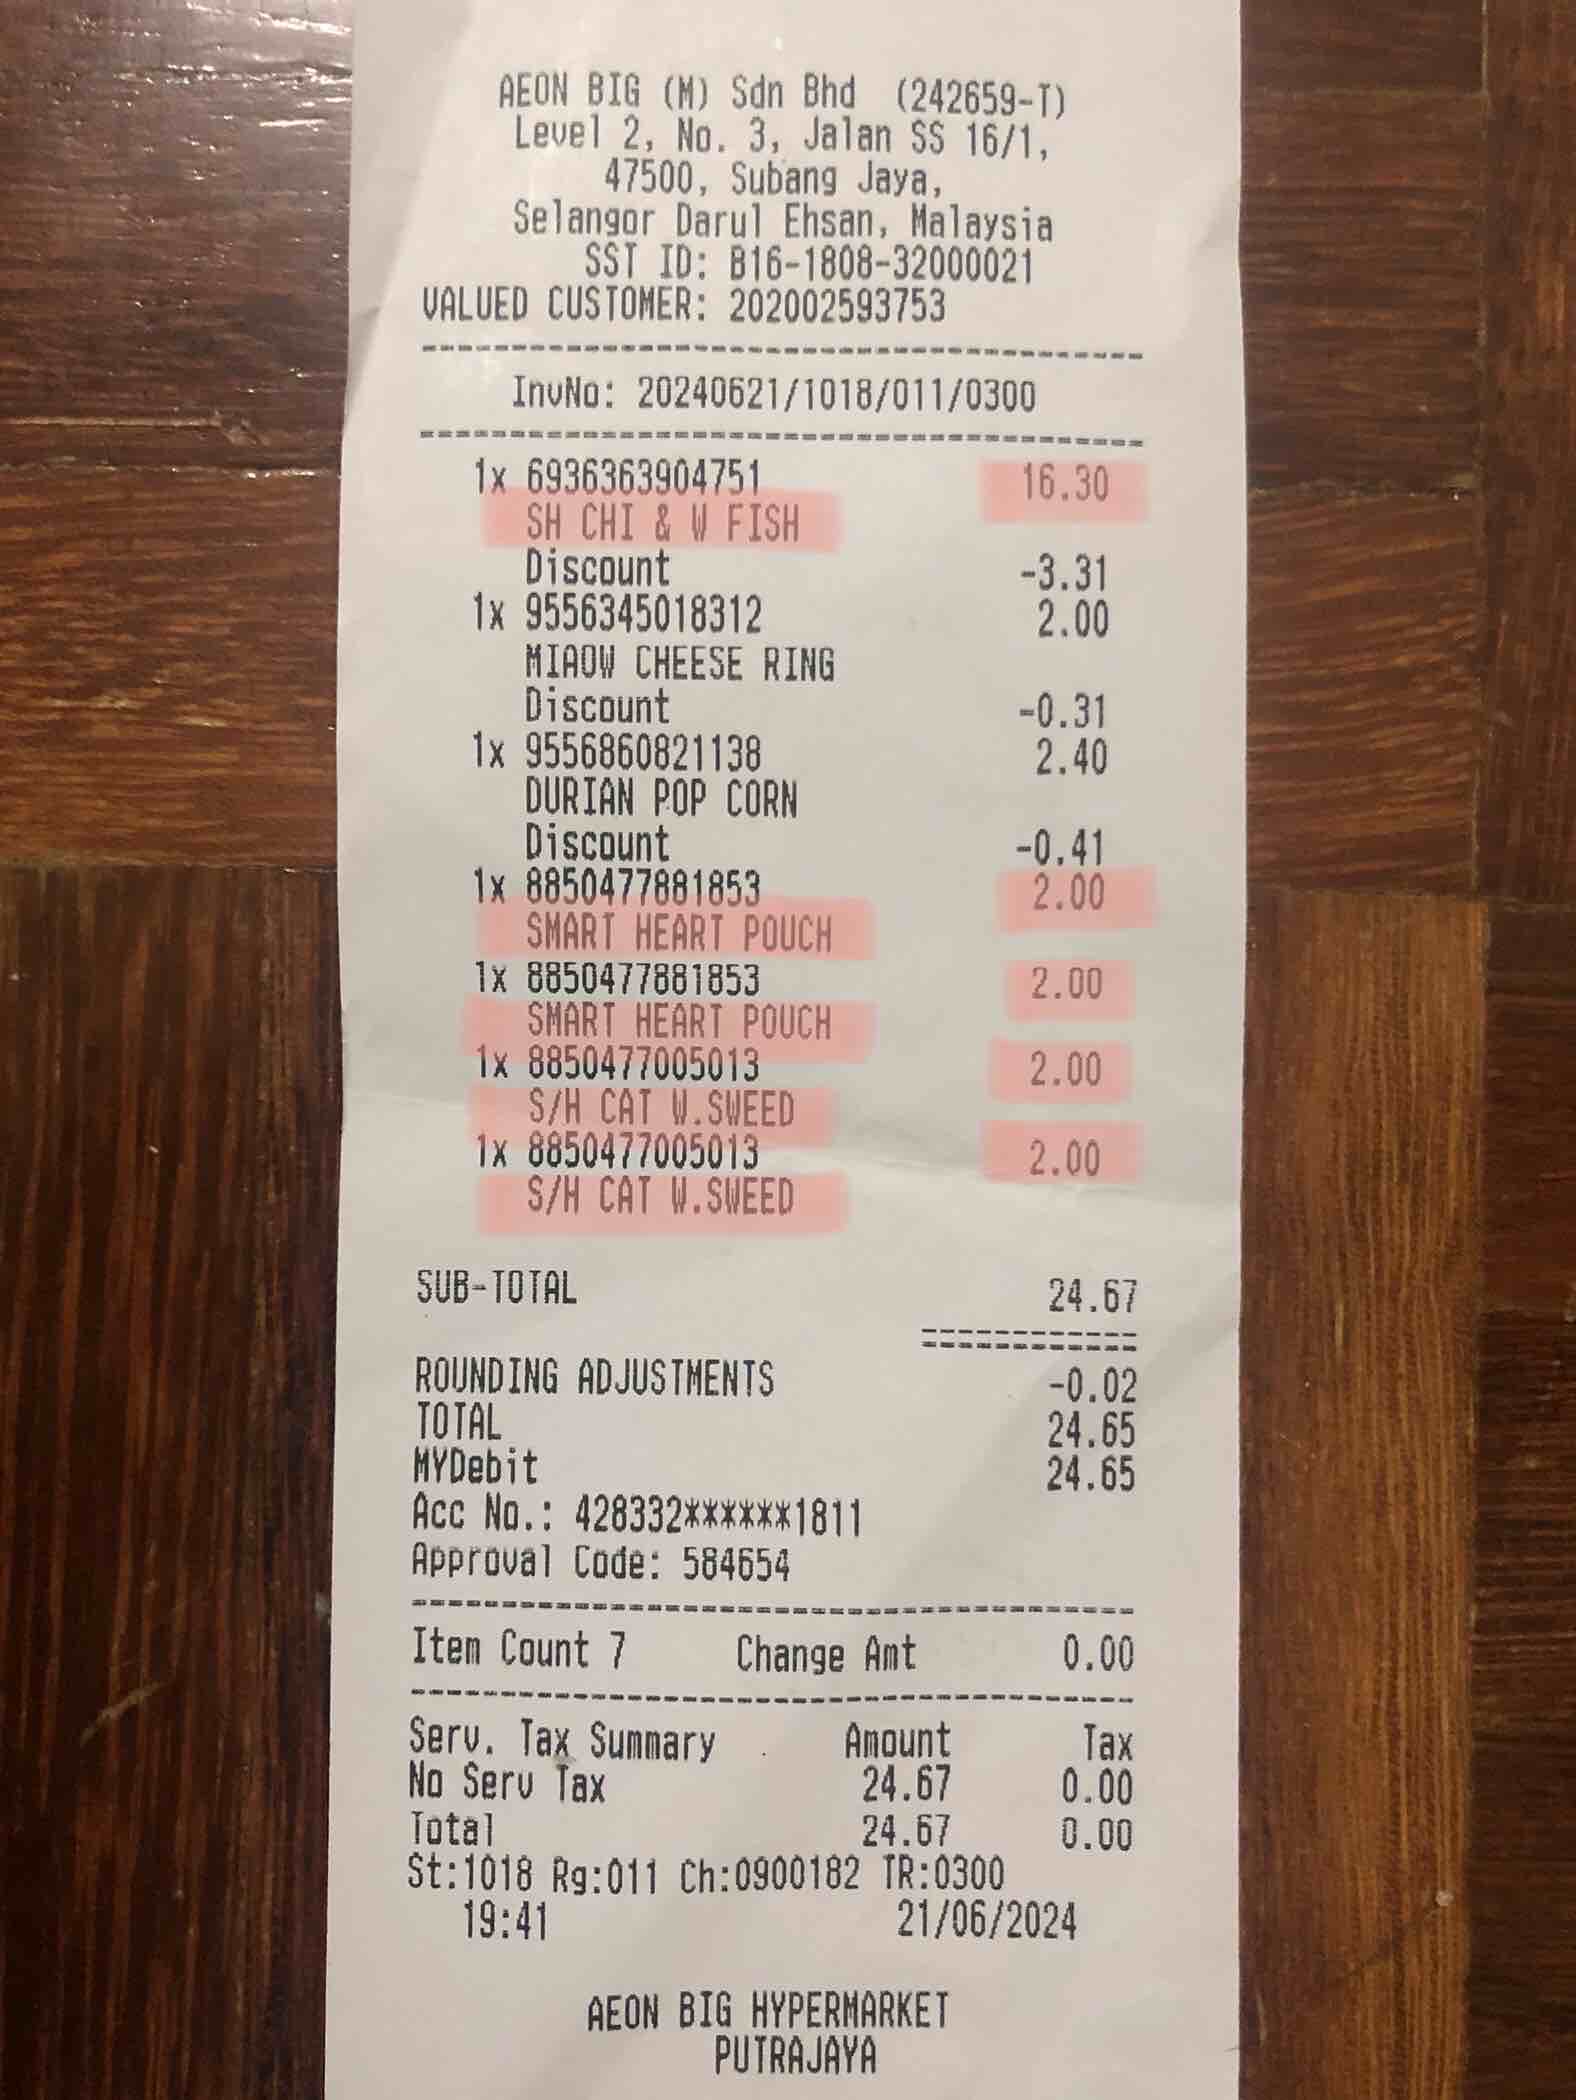 AEON BIG (M) Sdn Bhd (242659-T)
Level 2, No. 3, Jalan SS 16/1,
47500, Subang Jaya,
Selangor Darul Ehsan, Malaysia
SST ID: B16-1808-32000021
VALUED CUSTOMER: 202002593753
InvNo: 20240621/1018/011/0300
1x 6936363904751 16.30
SH CHI & W FISH
Discount -3.31
1x 9556345018312 2.00
MIAOW CHEESE RING
Discount -0.31
1x 9556860821138 2.40
DURIAN POP CORN
Discount -0.41
1x 8850477881853 2.00
SMART HEART POUCH
1x 8850477881853 2.00
SMART HEART POUCH
1x 8850477005013 2.00
S/H CAT W.SWEED
1x 8850477005013 2.00
S/H CAT W.SWEED
SUB-TOTAL 24.67
ROUNDING ADJUSTMENTS -0.02
TOTAL 24.65
MYDebit 24.65
Acc No.: 428332******1811
Approval Code: 584654
Item Count 7 Change Amt 0.00
Serv. Tax Summary Amount Tax
No Serv Tax 24.67 0.00
Total 24.67 0.00
St:1018 Rg:011 Ch:0900182 TR:0300
19:41 21/06/2024
AEON BIG HYPERMARKET
PUTRAJAYA